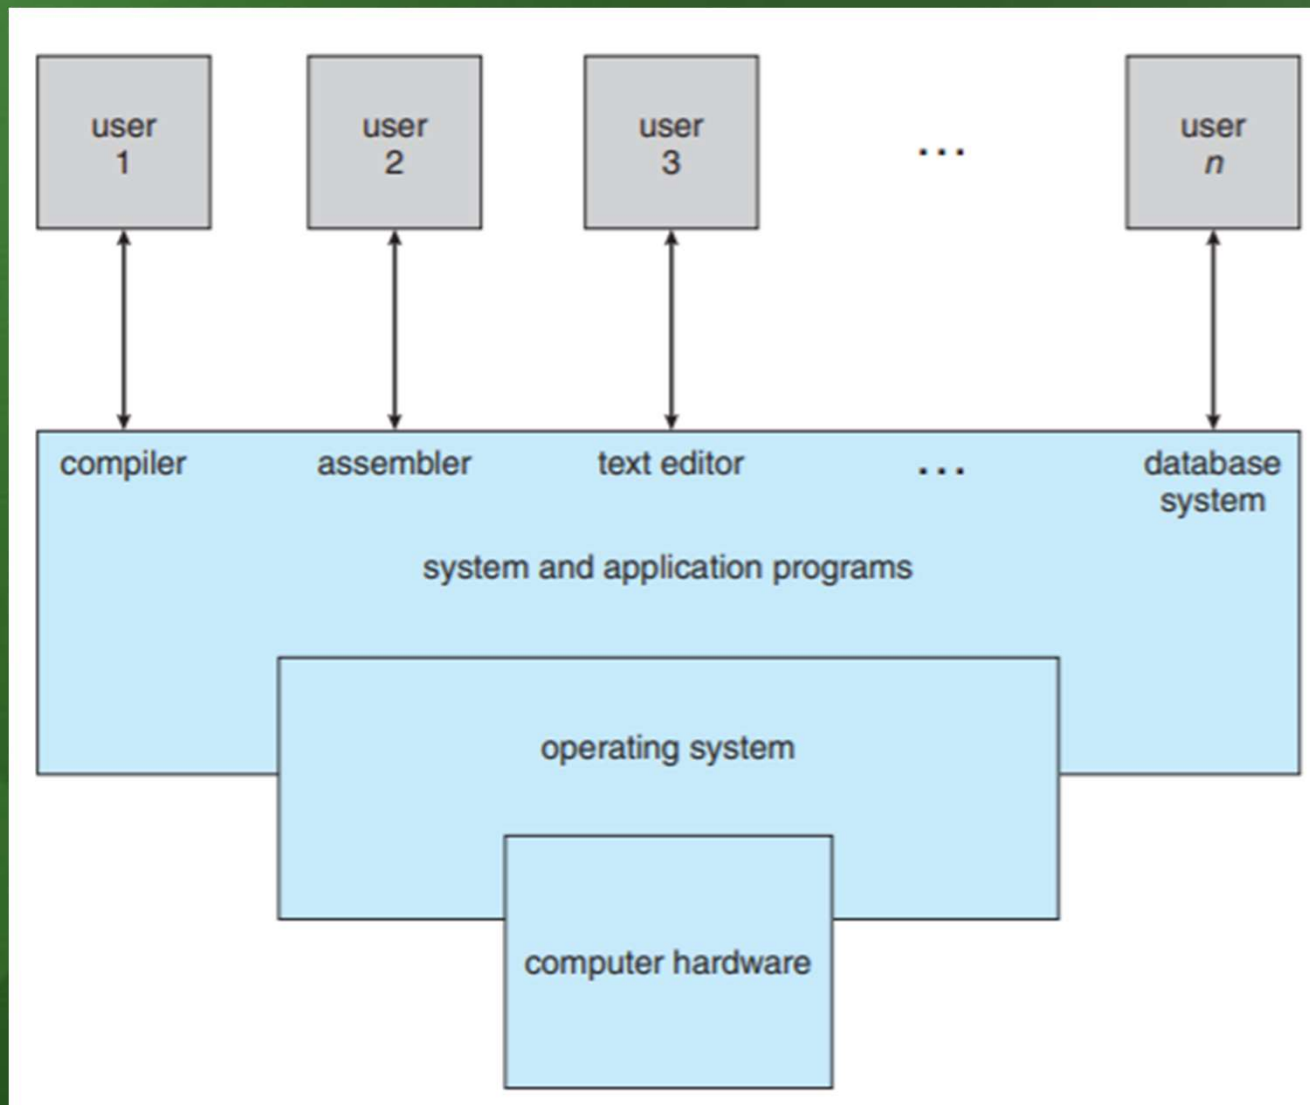 user
1
user
2
user
3
...
user
n
compiler
assembler
text editor
...
database
system
system and application programs
operating system
computer hardware